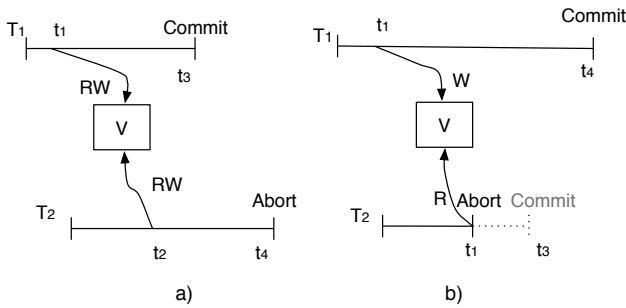 T1 t1 Commit
t3
RW
V
RW
T2 Abort
t2 t4
a)
Commit
T1 t1
t4
W
V
R Abort Commit
T2
t1 t3
b)